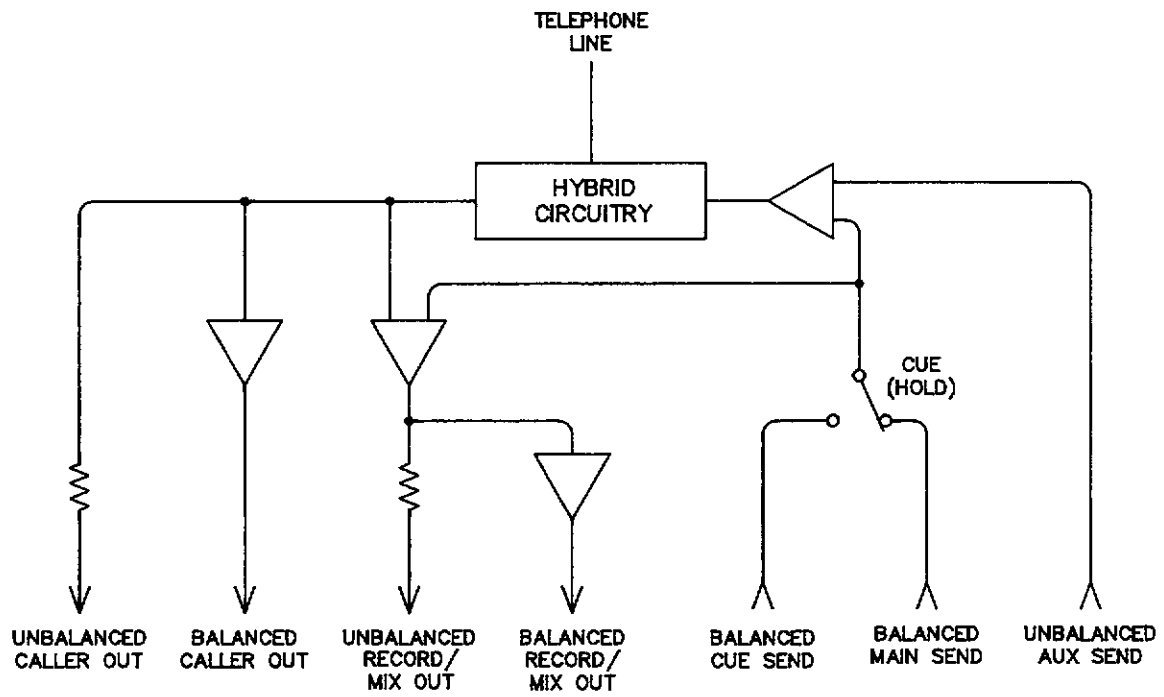 TELEPHONE
LINE
HYBRID
CIRCUITRY
CUE
(HOLD)
UNBALANCED
CALLER OUT
BALANCED
CALLER OUT
UNBALANCED
RECORD/
MIX OUT
BALANCED
RECORD/
MIX OUT
BALANCED
CUE SEND
BALANCED
MAIN SEND
UNBALANCED
AUX SEND